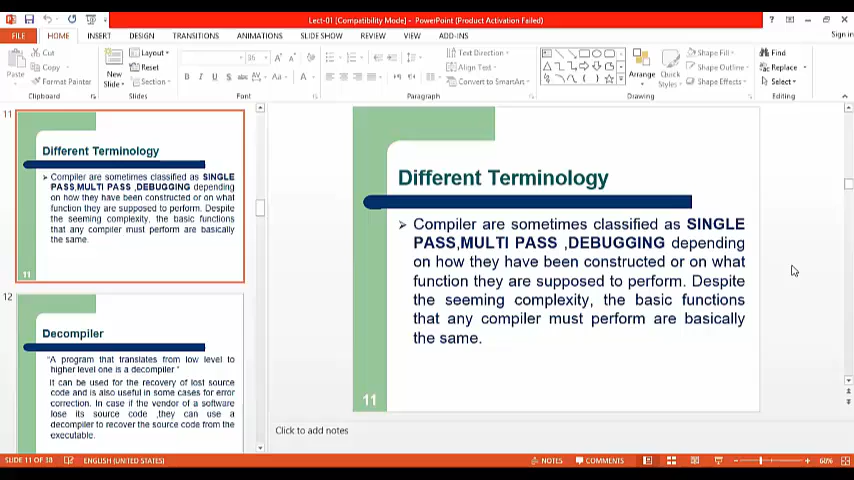 Lect-01 [Compatibility Mode] - PowerPoint (Product Activation Failed)
FILE HOME INSERT DESIGN TRANSITIONS ANIMATIONS SLIDE SHOW REVIEW VIEW ADD-INS Sign in
Paste
Cut
Copy
Format Painter
Clipboard
New
Slide
Layout
Reset
Section
Slides
Font
Text Direction
Align Text
Convert to SmartArt
Paragraph
Arrange
Quick
Styles
Shape Fill
Shape Outline
Shape Effects
Drawing
Find
Replace
Select
Editing
11
Different Terminology
Compiler are sometimes classified as SINGLE
PASS,MULTI PASS ,DEBUGGING depending
on how they have been constructed or on what
function they are supposed to perform. Despite
the seeming complexity, the basic functions
that any compiler must perform are basically
the same.
11
12
Decompiler
"A program that translates from low level to
higher level one is a decompiler "
It can be used for the recovery of lost source
code and is also useful in some cases for error
correction. In case if the vendor of a software
lose its source code ,they can use a
decompiler to recover the source code from the
executable.
Different Terminology
Compiler are sometimes classified as SINGLE
PASS,MULTI PASS ,DEBUGGING depending
on how they have been constructed or on what
function they are supposed to perform. Despite
the seeming complexity, the basic functions
that any compiler must perform are basically
the same.
11
Click to add notes
SLIDE 11 OF 38 ENGLISH (UNITED STATES) NOTES COMMENTS 60%